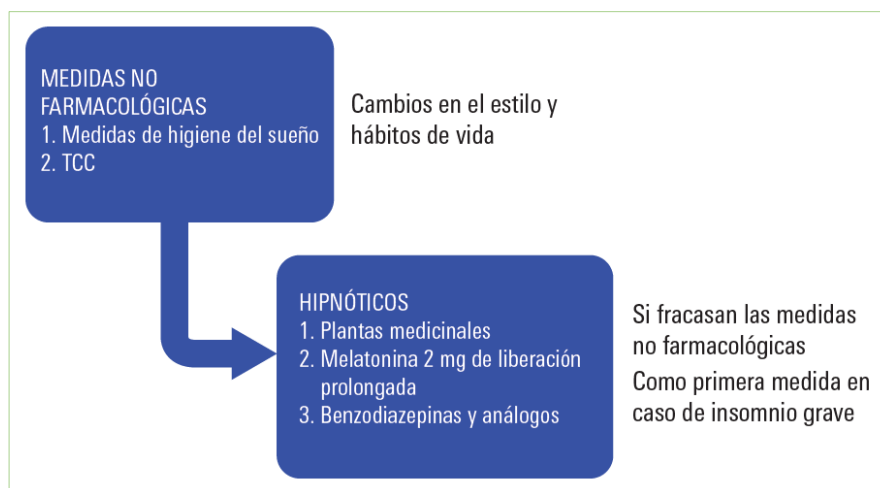 MEDIDAS NO
FARMACOLÓGICAS
1. Medidas de higiene del sueño
2. TCC
Cambios en el estilo y
hábitos de vida
HIPNÓTICOS
1. Plantas medicinales
2. Melatonina 2 mg de liberación
prolongada
3. Benzodiazepinas y análogos
Si fracasan las medidas
no farmacológicas
Como primera medida en
caso de insomnio grave